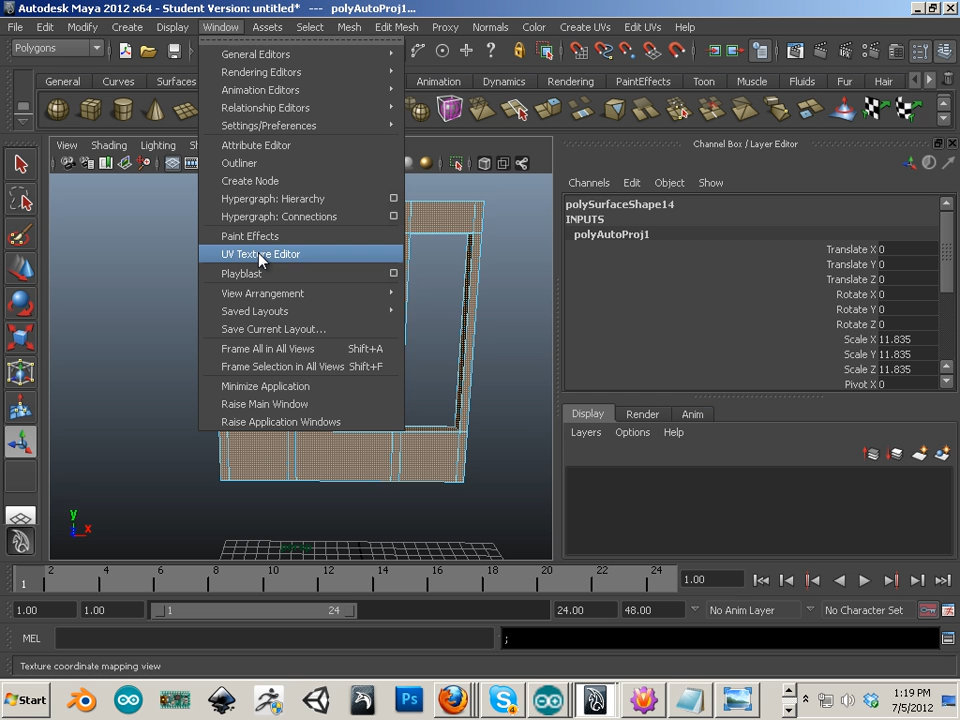 Autodesk Maya 2012 x64 - Student Version: untitled*   ---   polyAutoProj1...
File Edit Modify Create Display Window Assets Select Mesh Edit Mesh Proxy Normals Color Create UVs Edit UVs Help
Polygons
General Curves Surfaces Animation Dynamics Rendering PaintEffects Toon Muscle Fluids Fur Hair
View Shading Lighting
General Editors
Rendering Editors
Animation Editors
Relationship Editors
Settings/Preferences
Attribute Editor
Outliner
Create Node
Hypergraph: Hierarchy
Hypergraph: Connections
Paint Effects
UV Texture Editor
Playblast
View Arrangement
Saved Layouts
Save Current Layout...
Frame All in All Views Shift+A
Frame Selection in All Views Shift+F
Minimize Application
Raise Main Window
Raise Application Windows
y
x
Channel Box / Layer Editor
Channels Edit Object Show
polySurfaceShape14
INPUTS
polyAutoProj1
Translate X 0
Translate Y 0
Translate Z 0
Rotate X 0
Rotate Y 0
Rotate Z 0
Scale X 11.835
Scale Y 11.835
Scale Z 11.835
Pivot X 0
Display Render Anim
Layers Options Help
1 2 4 6 8 10 12 14 16 18 20 22 24 1.00
1.00 1.00 1 24 24.00 48.00 No Anim Layer No Character Set
MEL ;
Texture coordinate mapping view
Start Ps 1:19 PM
7/5/2012